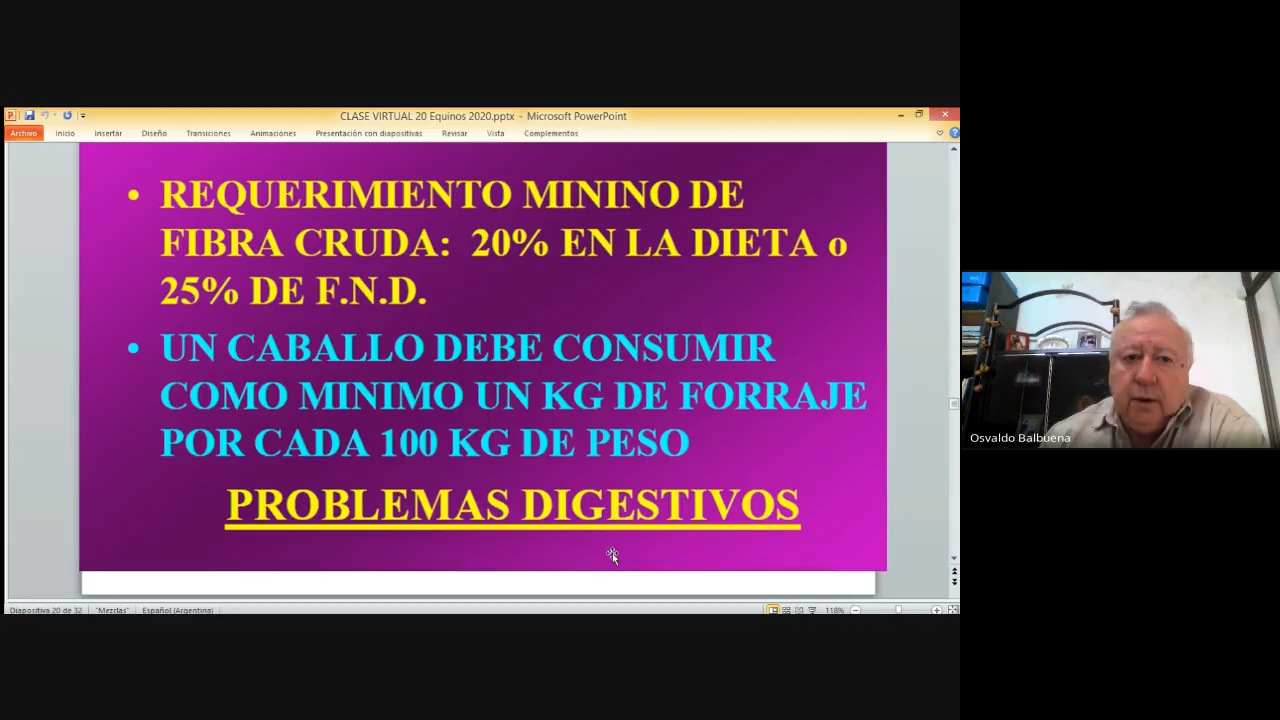 CLASE VIRTUAL 20 Equinos 2020.pptx - Microsoft PowerPoint
Archivo Inicio Insertar Diseño Transiciones Animaciones Presentación con diapositivas Revisar Vista Complementos
• REQUERIMIENTO MININO DE
FIBRA CRUDA: 20% EN LA DIETA o
25% DE F.N.D.
• UN CABALLO DEBE CONSUMIR
COMO MINIMO UN KG DE FORRAJE
POR CADA 100 KG DE PESO
PROBLEMAS DIGESTIVOS
Diapositiva 20 de 32 "Mezclas" Español (Argentina) 118%
Osvaldo Balbuena